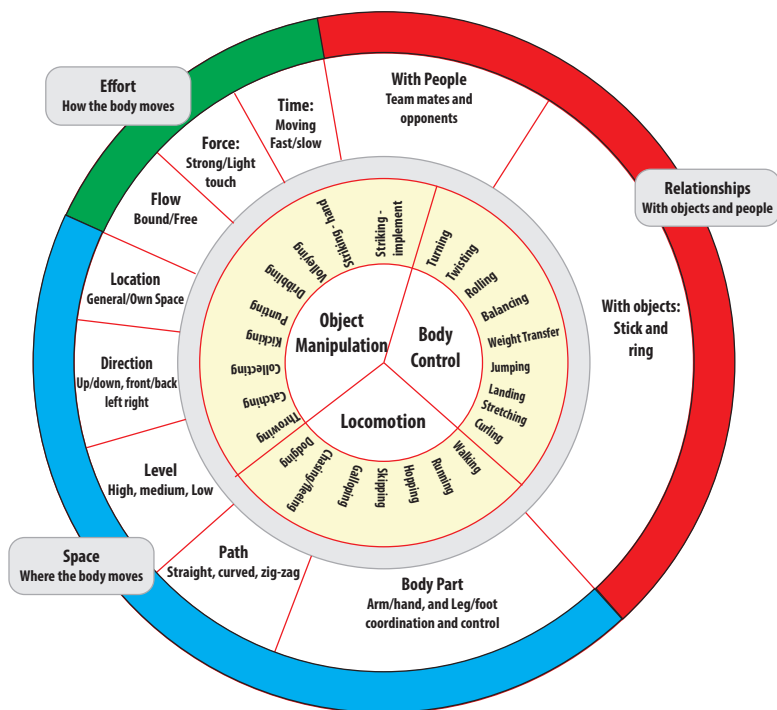 Effort
How the body moves
Time:
Moving
Fast/slow
With People
Team mates and
opponents
Force:
Strong/Light
touch
Flow
Bound/Free
Relationships
With objects and people
Location
General/Own Space
With objects:
Stick and
ring
Direction
Up/down, front/back
left right
Level
High, medium, Low
Space
Where the body moves
Path
Straight, curved, zig-zag
Body Part
Arm/hand, and Leg/foot
coordination and control
Object
Manipulation
Throwing
Catching
Collecting
Kicking
Punting
Dribbling
Volleying
Striking - hand
Striking -
implement
Body
Control
Turning
Twisting
Rolling
Balancing
Weight Transfer
Jumping
Landing
Stretching
Curling
Locomotion
Dodging
Chasing/fleeing
Galloping
Skipping
Hopping
Running
Walking